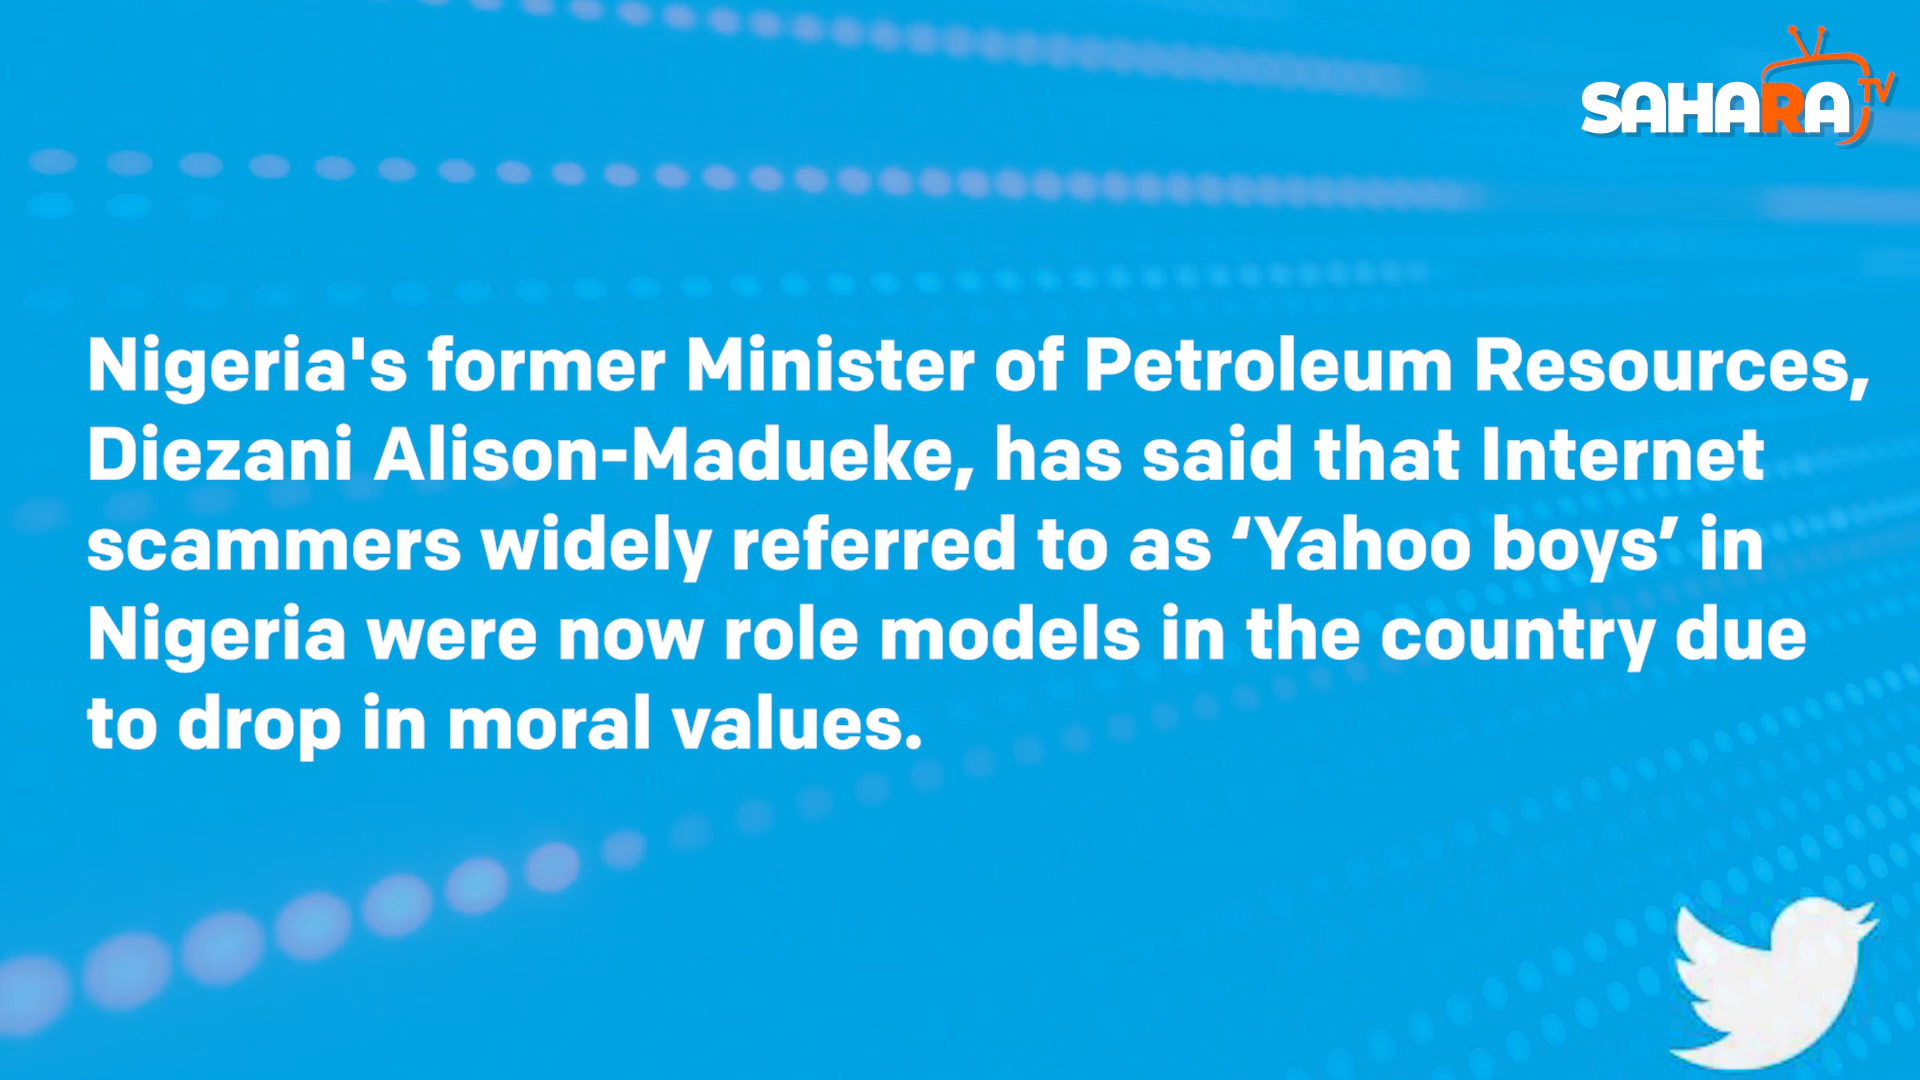 SAHARA TV
Nigeria's former Minister of Petroleum Resources,
Diezani Alison-Madueke, has said that Internet
scammers widely referred to as ‘Yahoo boys’ in
Nigeria were now role models in the country due
to drop in moral values.